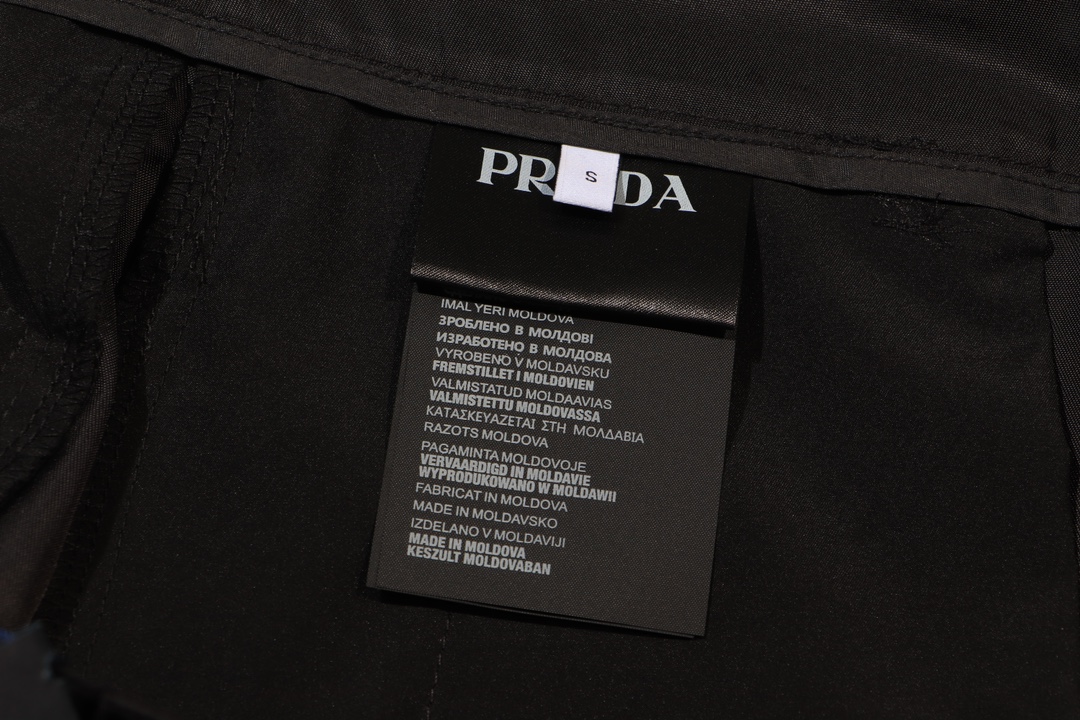 PR DA
S
IMAL YERI MOLDOVA
ЗРОБЛЕНО В МОЛДОВІ
ИЗРАБОТЕНО В МОЛДОВА
VYROBENO V MOLDAVSKU
FREMSTILLET I MOLDOVIEN
VALMISTATUD MOLDAAVIAS
VALMISTETTU MOLDOVASSA
ΚΑΤΑΣΚΕΥΑΖΕΤΑΙ ΣΤΗ ΜΟΛΔΑΒΙΑ
RAZOTS MOLDOVA
PAGAMINTA MOLDOVOJE
VERVAARDIGD IN MOLDAVIE
WYPRODUKOWANO W MOLDAWII
FABRICAT IN MOLDOVA
MADE IN MOLDAVSKO
IZDELANO V MOLDAVIJI
MADE IN MOLDOVA
KESZULT MOLDOVABAN